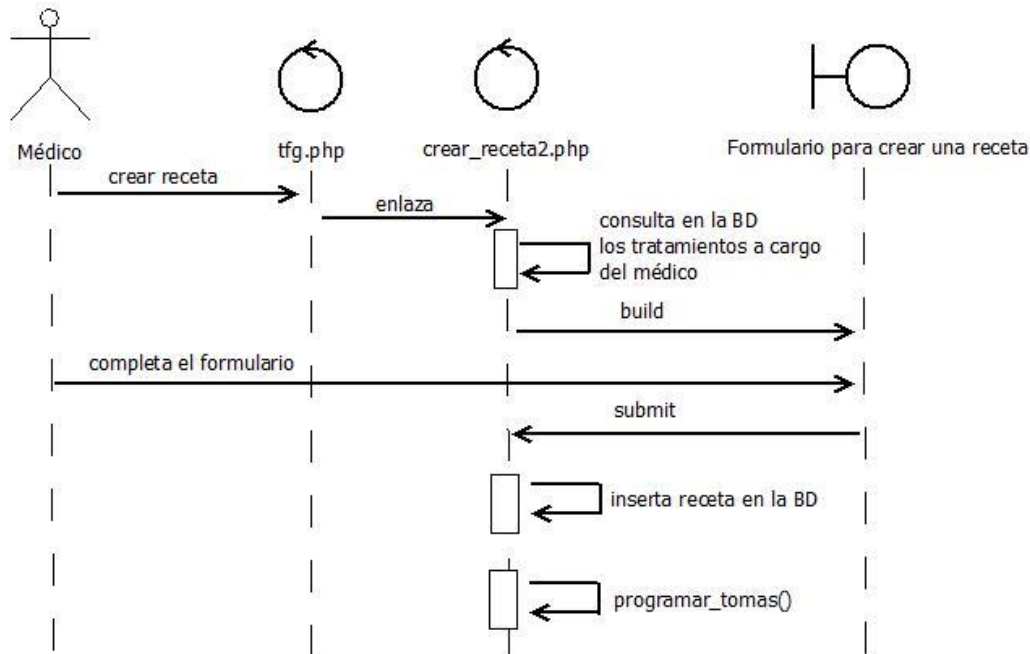 Médico
tfg.php
crear_receta2.php
Formulario para crear una receta
crear receta
enlaza
consulta en la BD
los tratamientos a cargo
del médico
build
completa el formulario
submit
inserta receta en la BD
programar_tomas()